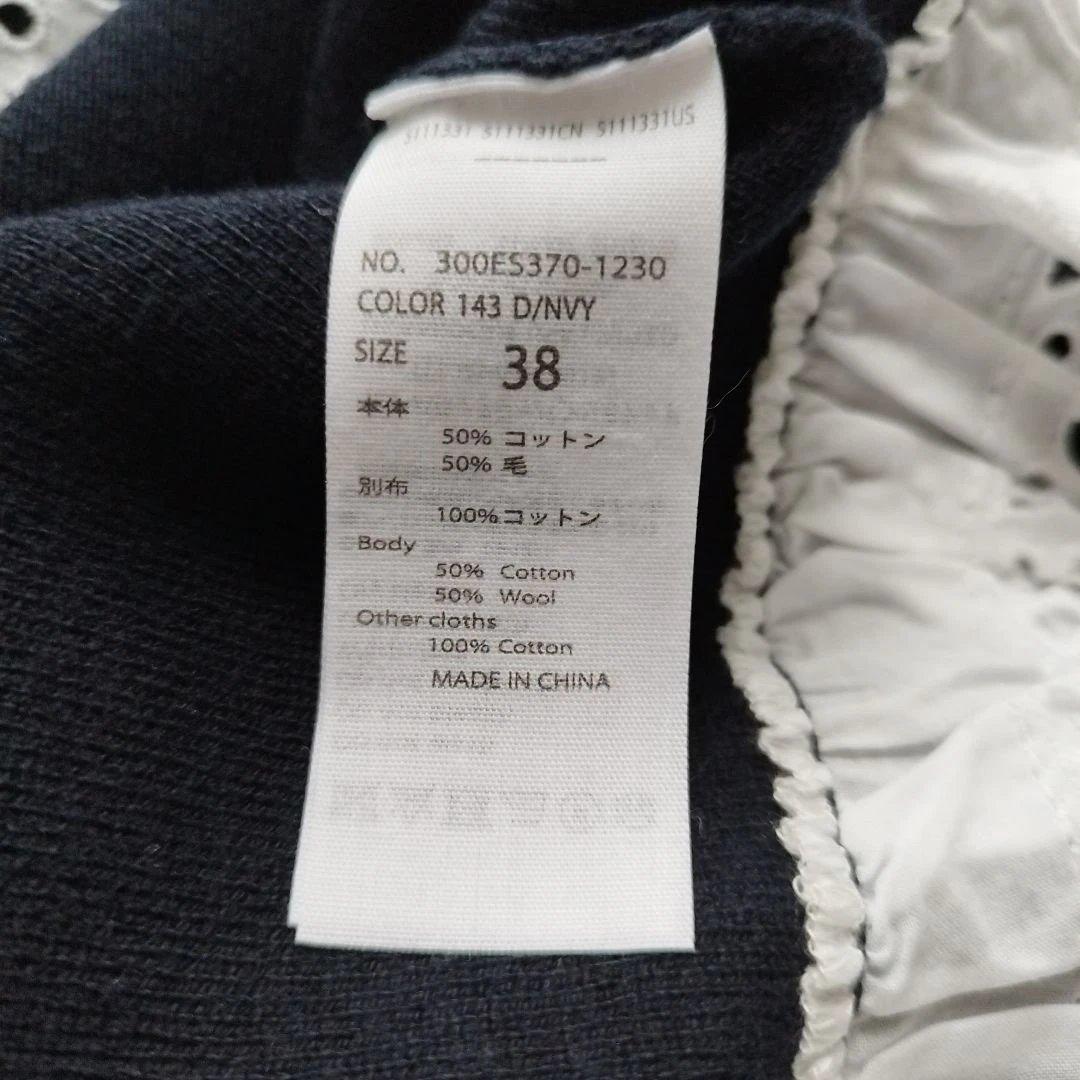 S111331 S111331CN S111331US
NO. 300ES370-1230
COLOR 143 D/NVY
SIZE 38
本体
50% コットン
50% 毛
別布
100% コットン
Body
50% Cotton
50% Wool
Other cloths
100% Cotton
MADE IN CHINA